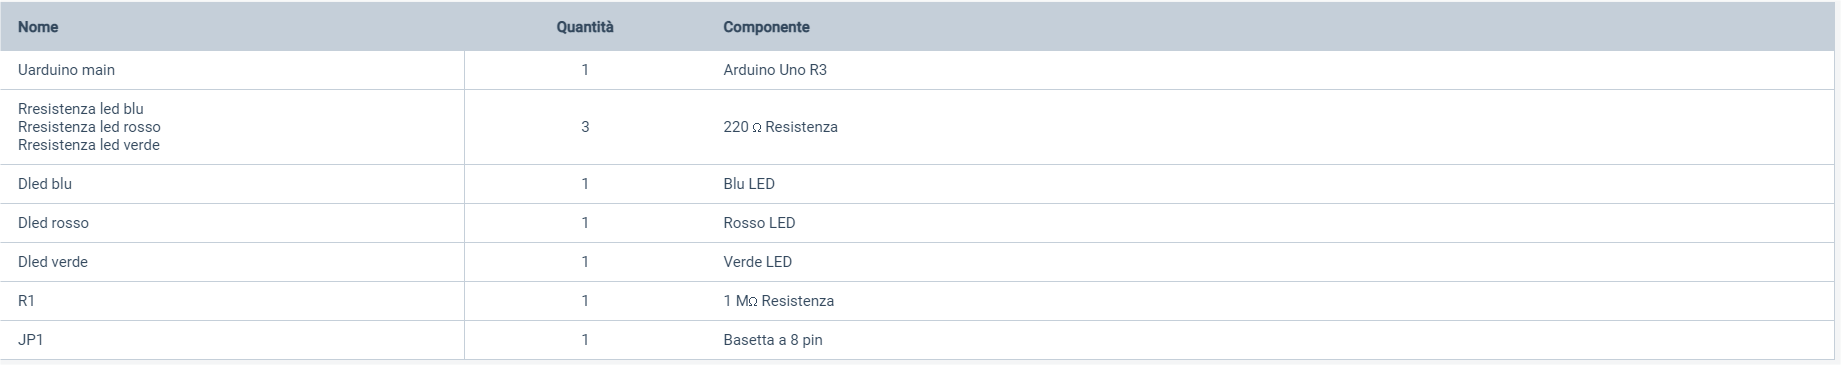 Nome Quantità Componente
Uarduino main 1 Arduino Uno R3
Rresistenza led blu
Rresistenza led rosso 3 220 Ω Resistenza
Rresistenza led verde
Dled blu 1 Blu LED
Dled rosso 1 Rosso LED
Dled verde 1 Verde LED
R1 1 1 MΩ Resistenza
JP1 1 Basetta a 8 pin